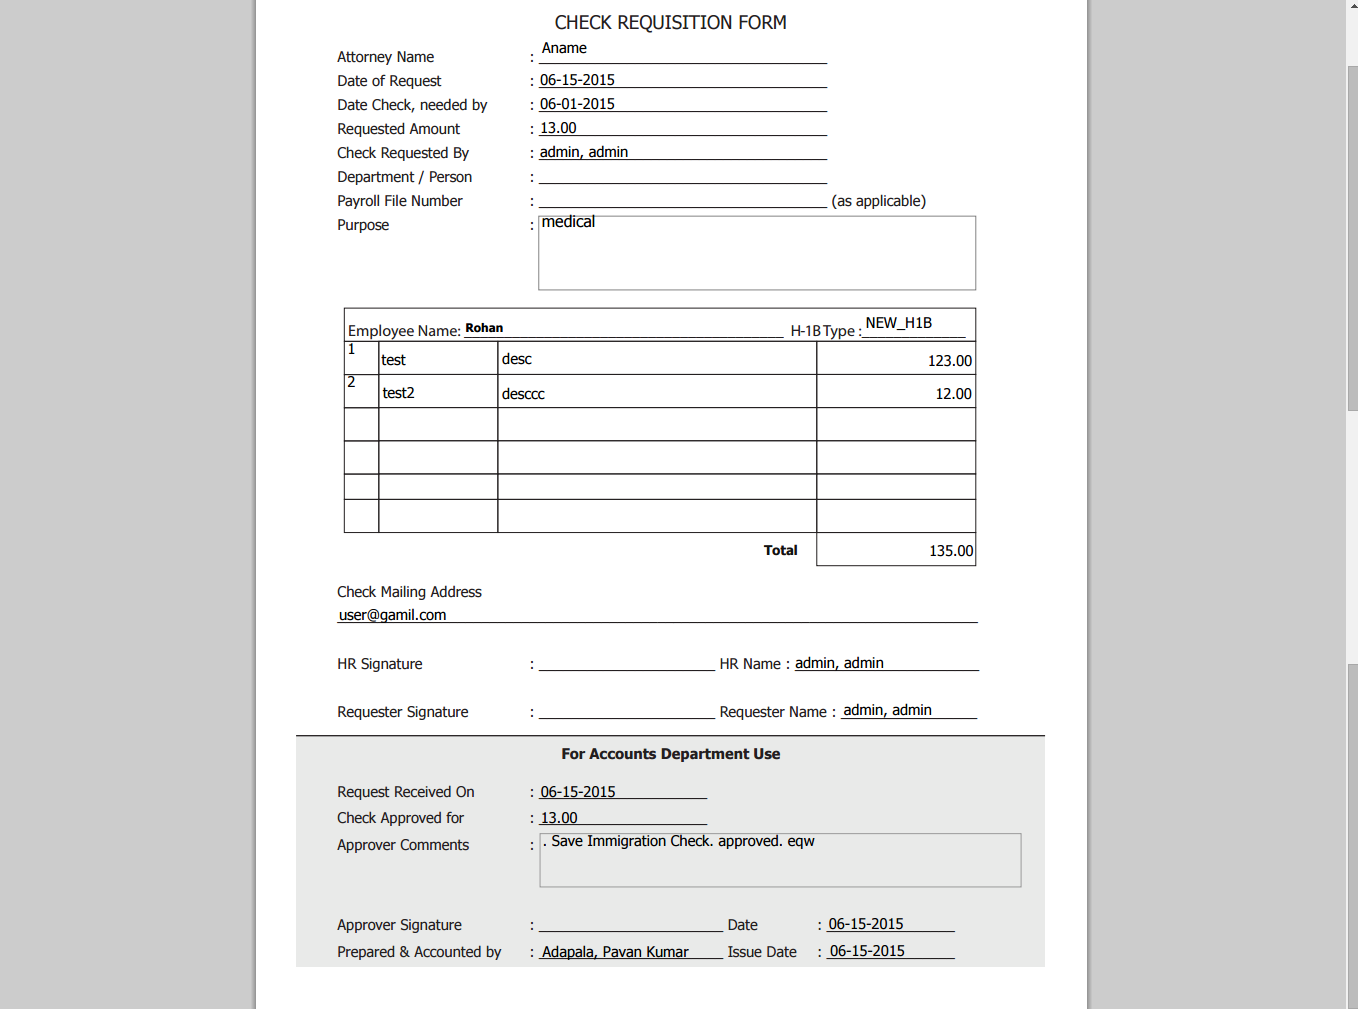 CHECK REQUISITION FORM
Attorney Name : Aname
Date of Request : 06-15-2015
Date Check, needed by : 06-01-2015
Requested Amount : 13.00
Check Requested By : admin, admin
Department / Person :
Payroll File Number : (as applicable)
Purpose : medical
Employee Name: Rohan H-1B Type : NEW_H1B
1 test desc 123.00
2 test2 desccc 12.00
Total 135.00
Check Mailing Address
user@gamil.com
HR Signature : HR Name : admin, admin
Requester Signature : Requester Name : admin, admin
For Accounts Department Use
Request Received On : 06-15-2015
Check Approved for : 13.00
Approver Comments : . Save Immigration Check. approved. eqw
Approver Signature : Date : 06-15-2015
Prepared & Accounted by : Adapala, Pavan Kumar Issue Date : 06-15-2015